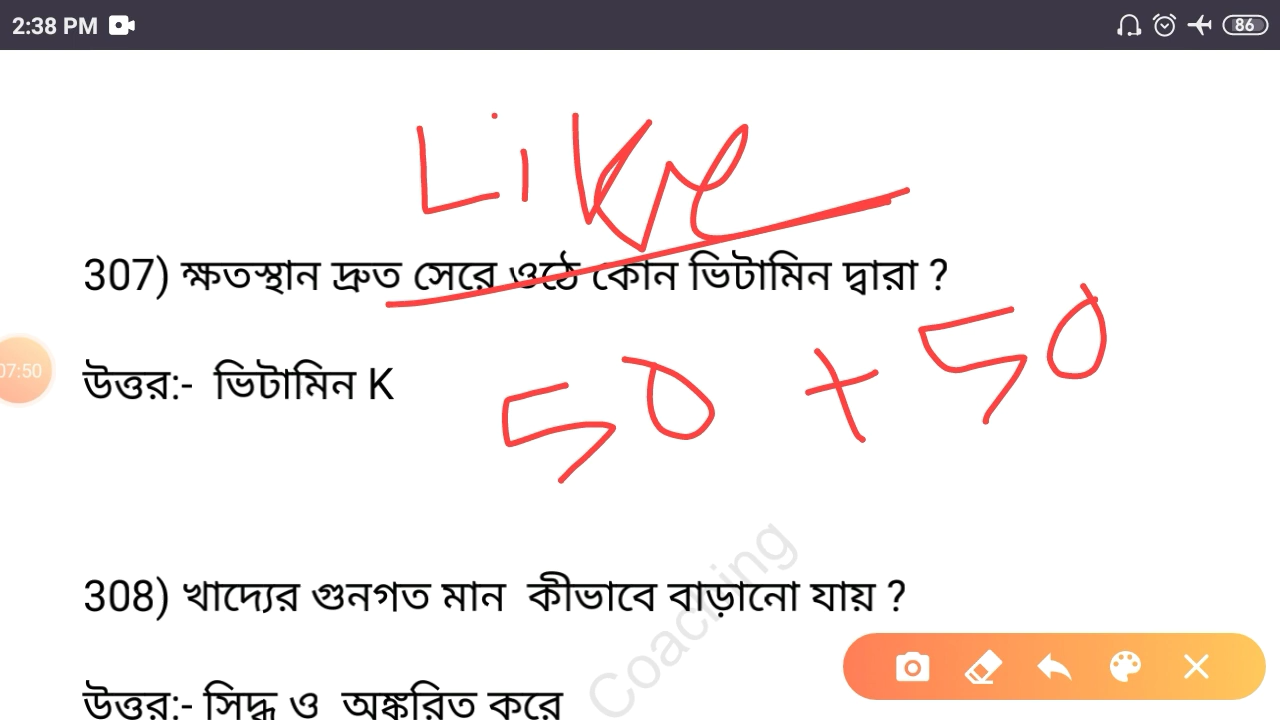 2:38 PM 86
Like
307) ক্ষতস্থান দ্রুত সেরে ওঠে কোন ভিটামিন দ্বারা ?
07:50
উত্তর:- ভিটামিন K
50 + 50
Coaching
308) খাদ্যের গুনগত মান কীভাবে বাড়ানো যায় ?
উত্তর:- সিদ্ধ ও অঙ্কুরিত করে